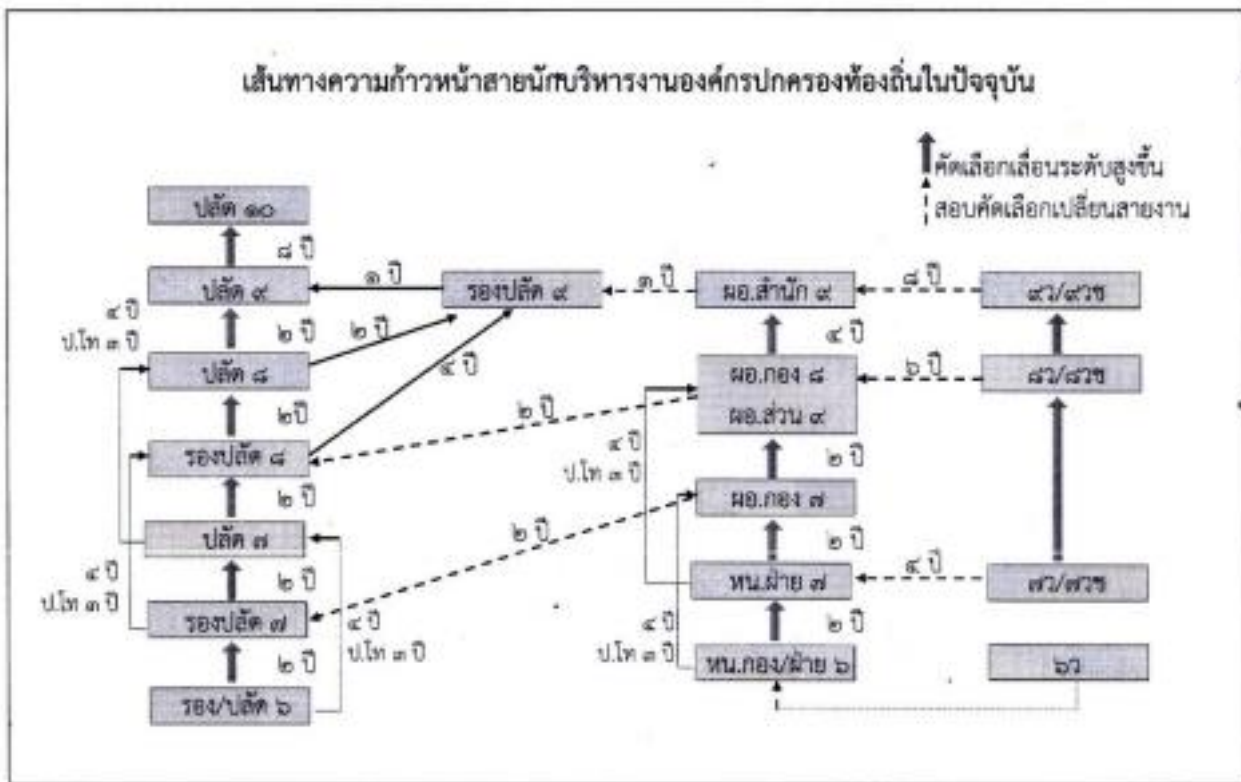 เส้นทางความก้าวหน้าสายนักบริหารงานองค์กรปกครองท้องถิ่นในปัจจุบัน
คัดเลือกเลื่อนระดับสูงขึ้น
สอบคัดเลือกเปลี่ยนสายงาน
ปลัด ๑๐
ปลัด ๙
๑ ปี
รองปลัด ๙
๑ ปี
ผอ.สำนัก ๙
๙ว/๙วช
๔ ปี
ป.โท ๓ ปี
๒ ปี
๒ ปี
๔ ปี
๔ ปี
ปลัด ๘
ผอ.กอง ๘
ผอ.ส่วน ๙
๖ ปี
๘ว/๘วช
๒ ปี
๒ ปี
รองปลัด ๘
๔ ปี
ป.โท ๓ ปี
๒ ปี
๒ ปี
ผอ.กอง ๗
ปลัด ๗
๒ ปี
๒ ปี
๔ ปี
ป.โท ๓ ปี
๒ ปี
หน.ฝ่าย ๗
๗ว/๗วช
รองปลัด ๗
๔ ปี
ป.โท ๓ ปี
๔ ปี
ป.โท ๓ ปี
๒ ปี
๒ ปี
หน.กอง/ฝ่าย ๖
๖ว
รอง/ปลัด ๖